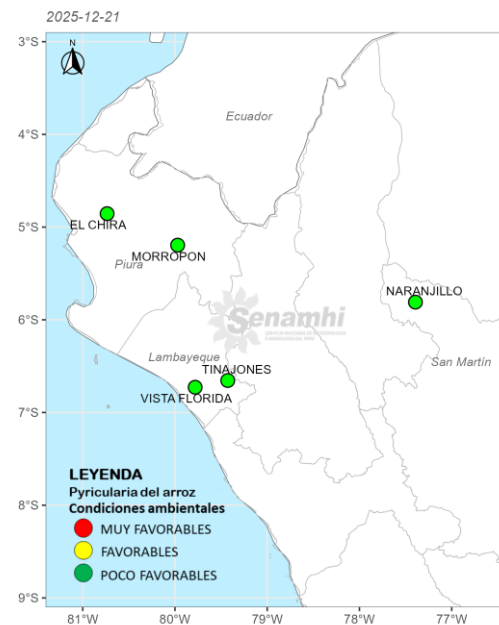 2025-12-21
N
3°S
4°S
5°S
6°S
7°S
8°S
9°S
Ecuador
EL CHIRA
MORROPON
Piura
NARANJILLO
Senamhi
Lambayeque
San Martín
TINAJONES
VISTA FLORIDA
LEYENDA
Pyricularia del arroz
Condiciones ambientales
MUY FAVORABLES
FAVORABLES
POCO FAVORABLES
81°W
80°W
79°W
78°W
77°W